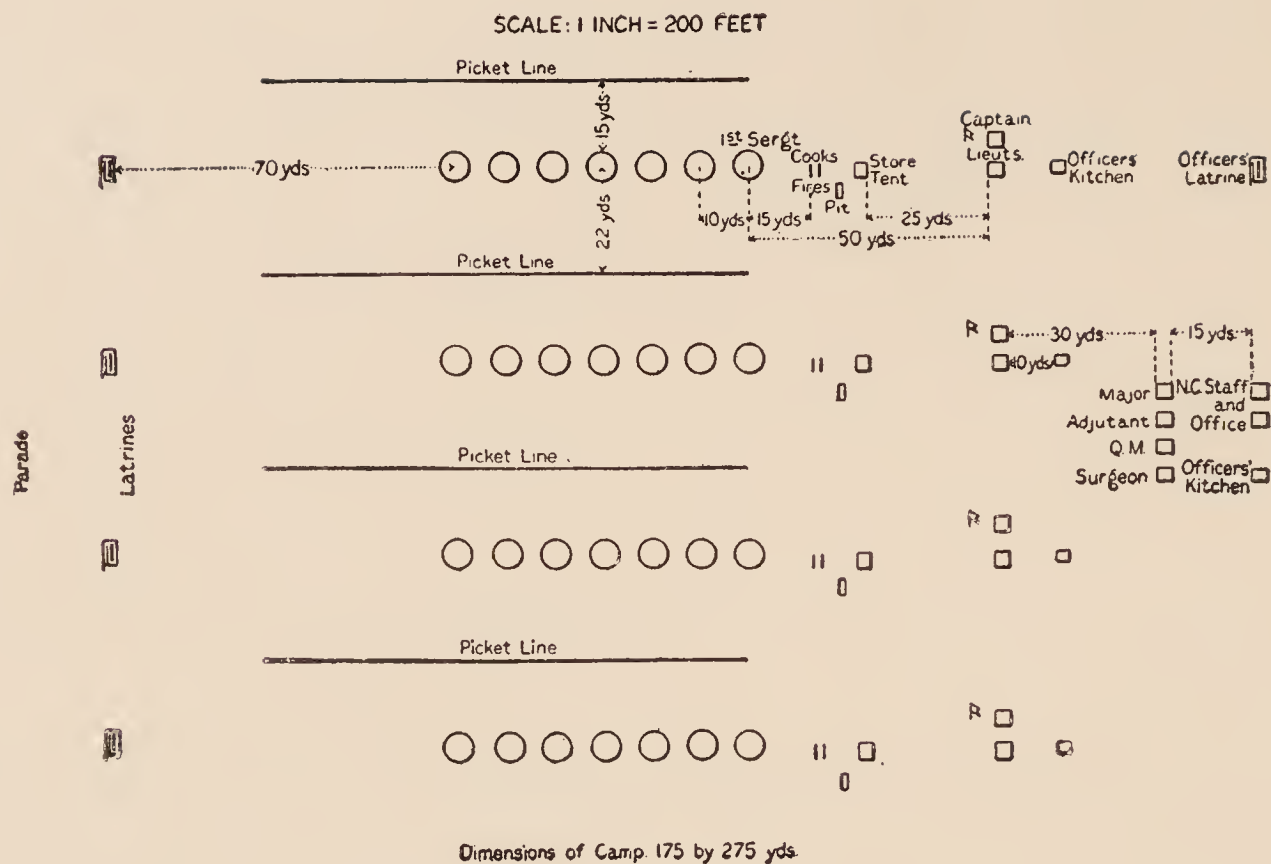 SCALE: 1 INCH = 200 FEET
Picket Line
15 yds
1st Sergt
Captain
Lieuts.
Cooks
Fires
Pit
Store
Tent
Officers'
Kitchen
Officers'
Latrine
70 yds
22 yds
10 yds
15 yds
25 yds
50 yds
Picket Line
30 yds.
15 yds.
10 yds
Major
N.C. Staff
and
Office
Adjutant
Q.M.
Surgeon
Officers'
Kitchen
Parade
Latrines
Picket Line
Picket Line
Dimensions of Camp. 175 by 275 yds.